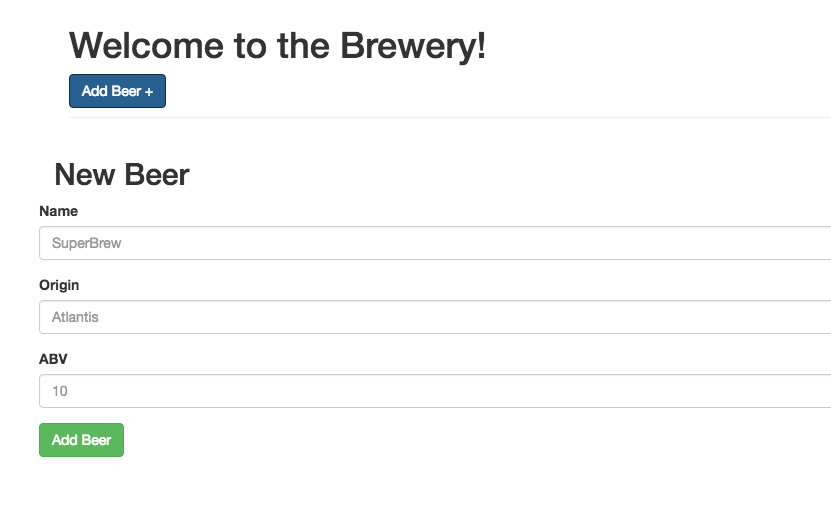 Welcome to the Brewery!
Add Beer +
New Beer
Name
SuperBrew
Origin
Atlantis
ABV
10
Add Beer